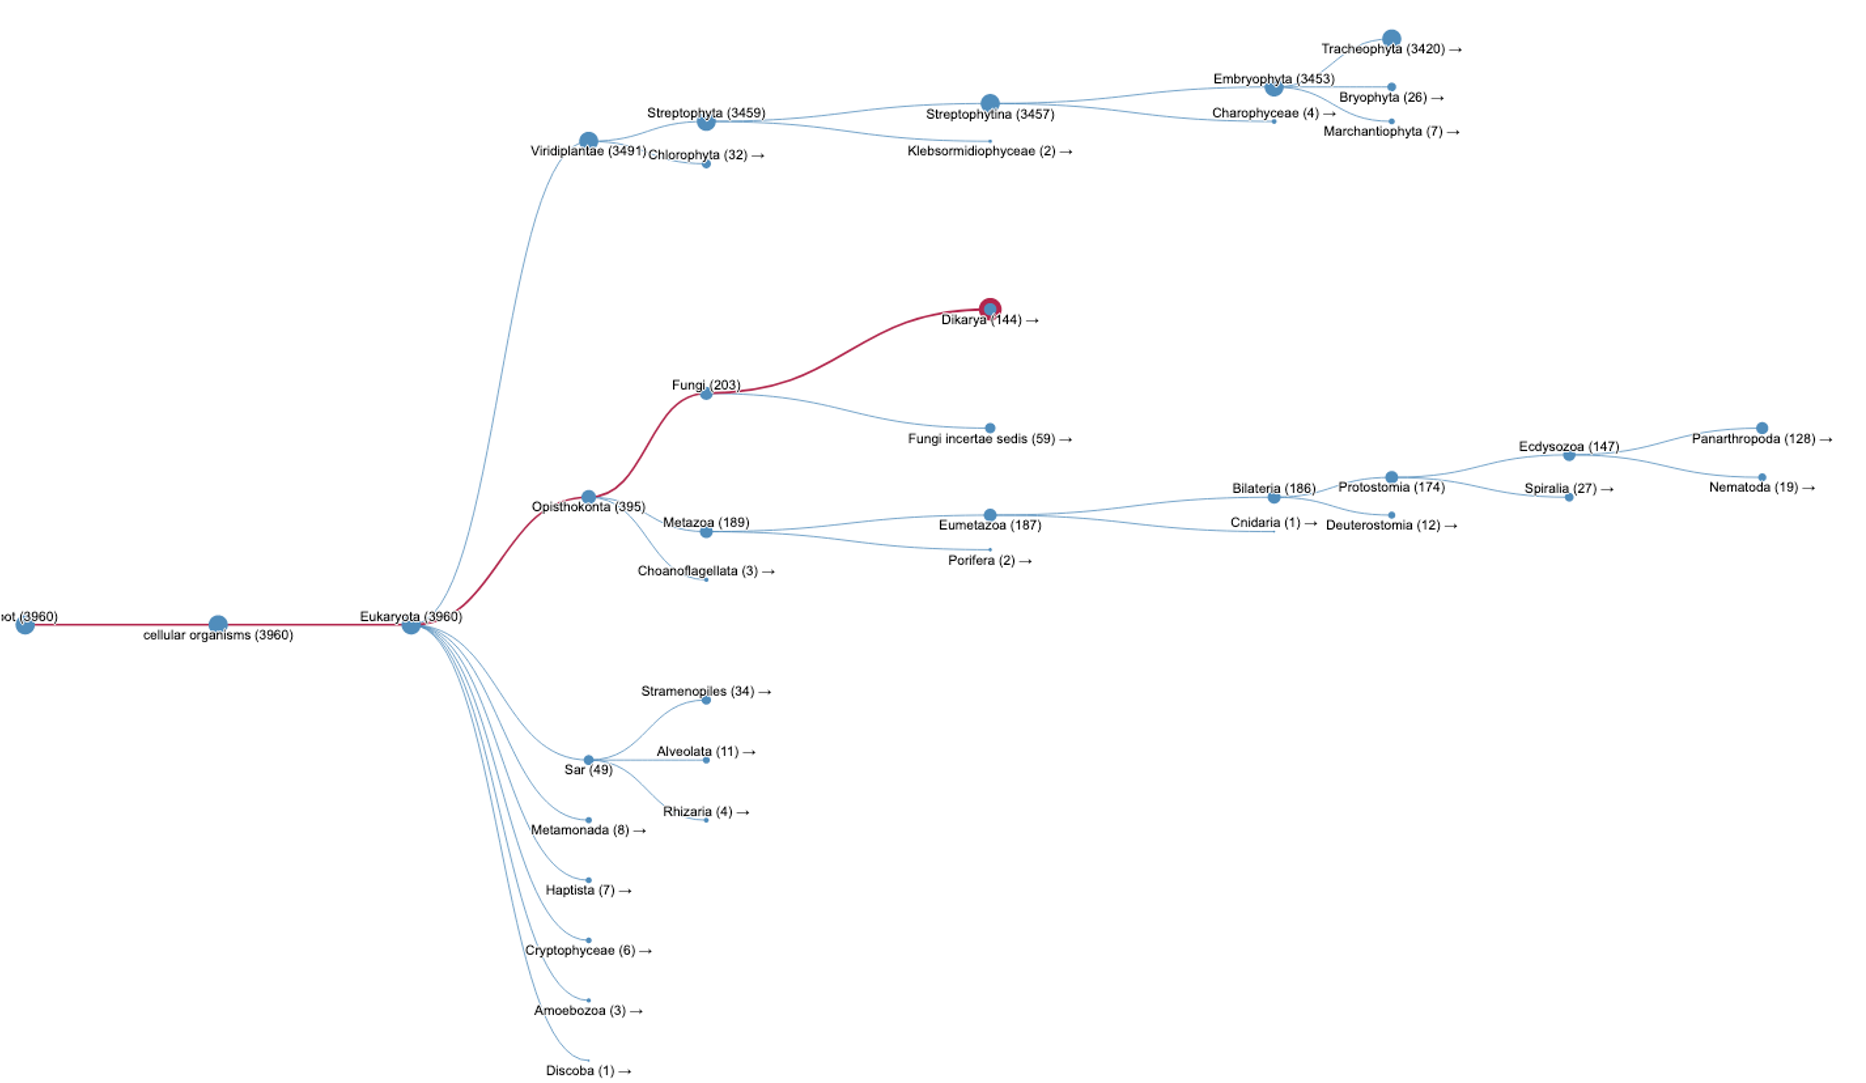 Tracheophyta (3420) →
Embryophyta (3453)
Bryophyta (26) →
Streptophyta (3459)
Streptophytina (3457)
Charophyceae (4) →
Marchantiophyta (7) →
Viridiplantae (3491)
Chlorophyta (32) →
Klebsormidiophyceae (2) →
Dikarya (144) →
Fungi (203)
Fungi incertae sedis (59) →
Panarthropoda (128) →
Ecdysozoa (147)
Bilateria (186)
Protostomia (174)
Spiralia (27) →
Nematoda (19) →
Opisthokonta (395)
Metazoa (189)
Eumetazoa (187)
Cnidaria (1) →
Deuterostomia (12) →
Porifera (2) →
Choanoflagellata (3) →
oot (3960)
cellular organisms (3960)
Eukaryota (3960)
Stramenopiles (34) →
Alveolata (11) →
Sar (49)
Rhizaria (4) →
Metamonada (8) →
Haptista (7) →
Cryptophyceae (6) →
Amoebozoa (3) →
Discoba (1) →